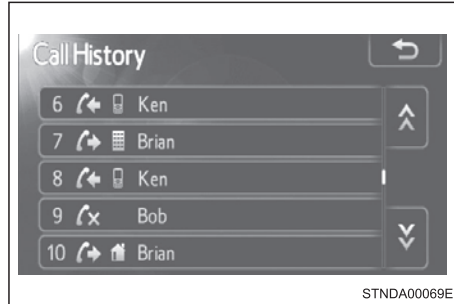 Call History
6 Ken
7 Brian
8 Ken
9 Bob
10 Brian
STNDA00069E